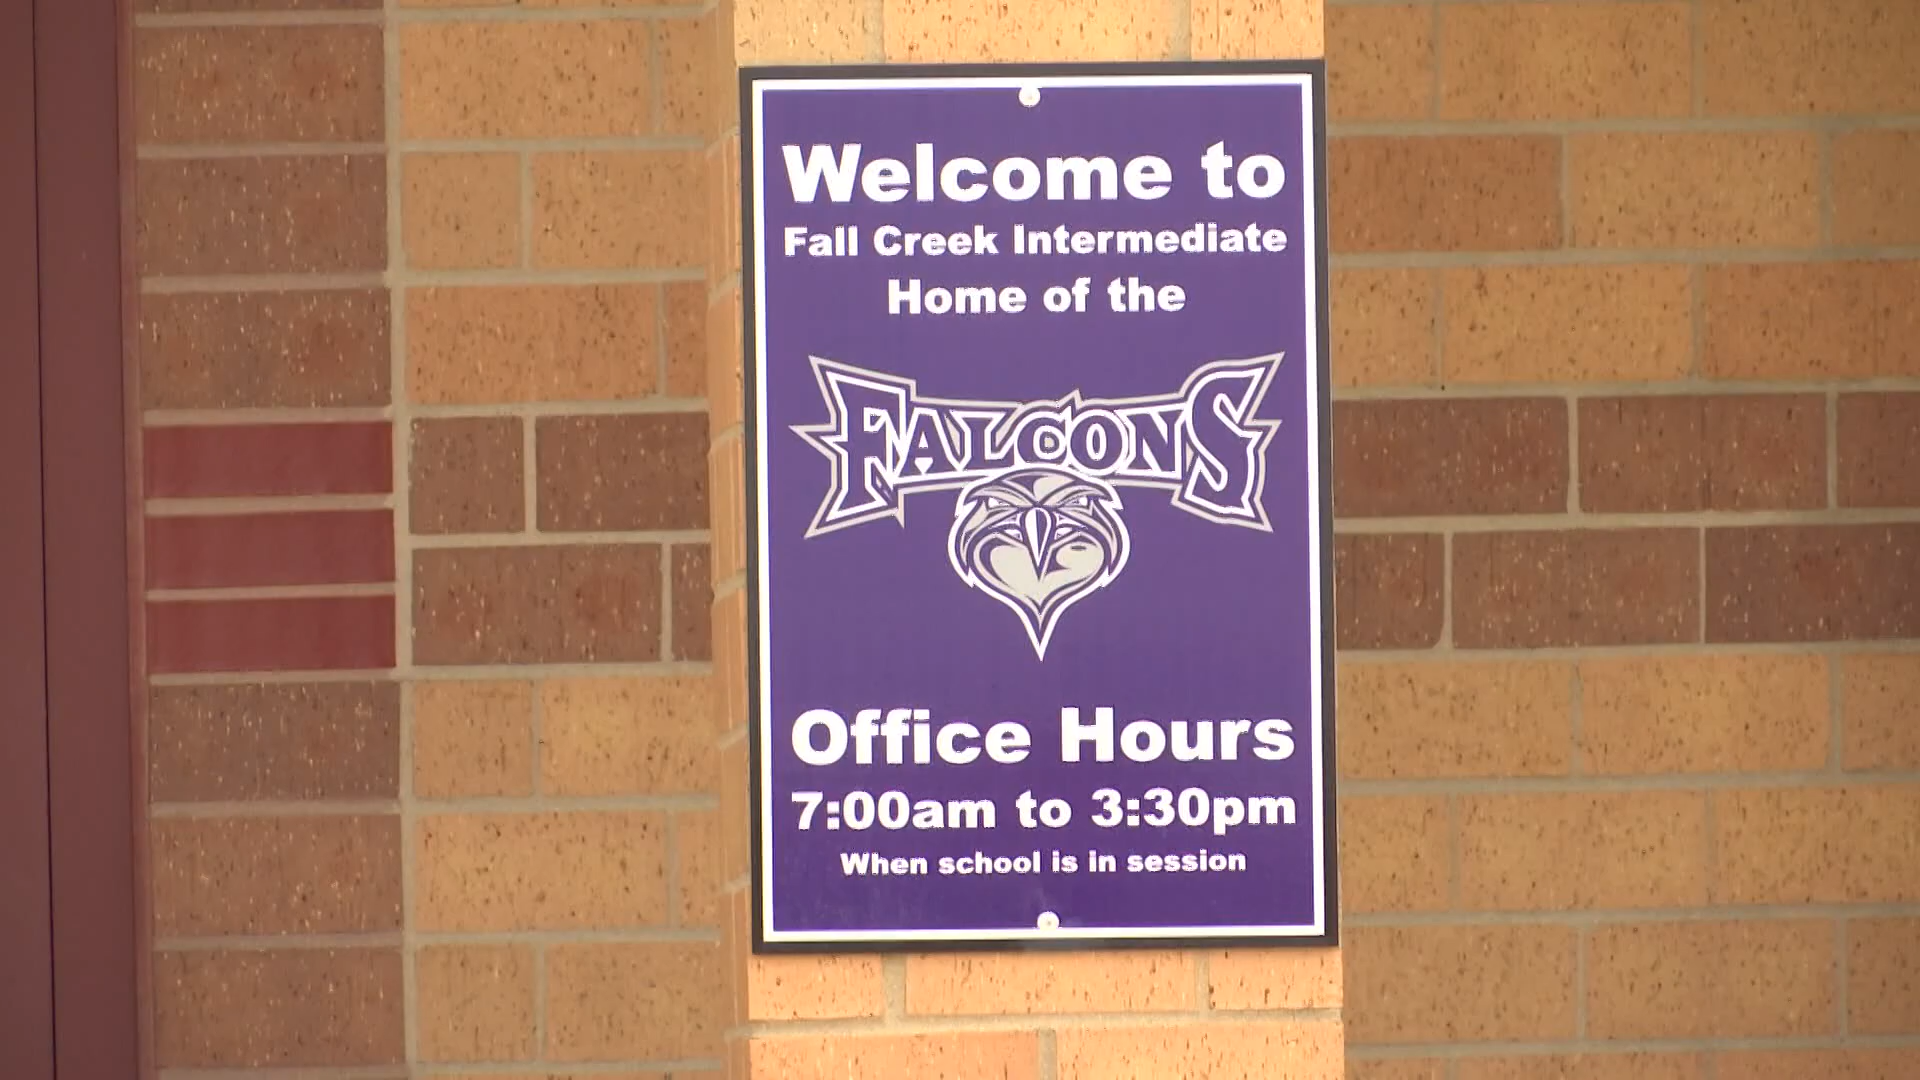 Welcome to
Fall Creek Intermediate
Home of the
FALCONS
Office Hours
7:00am to 3:30pm
When school is in session